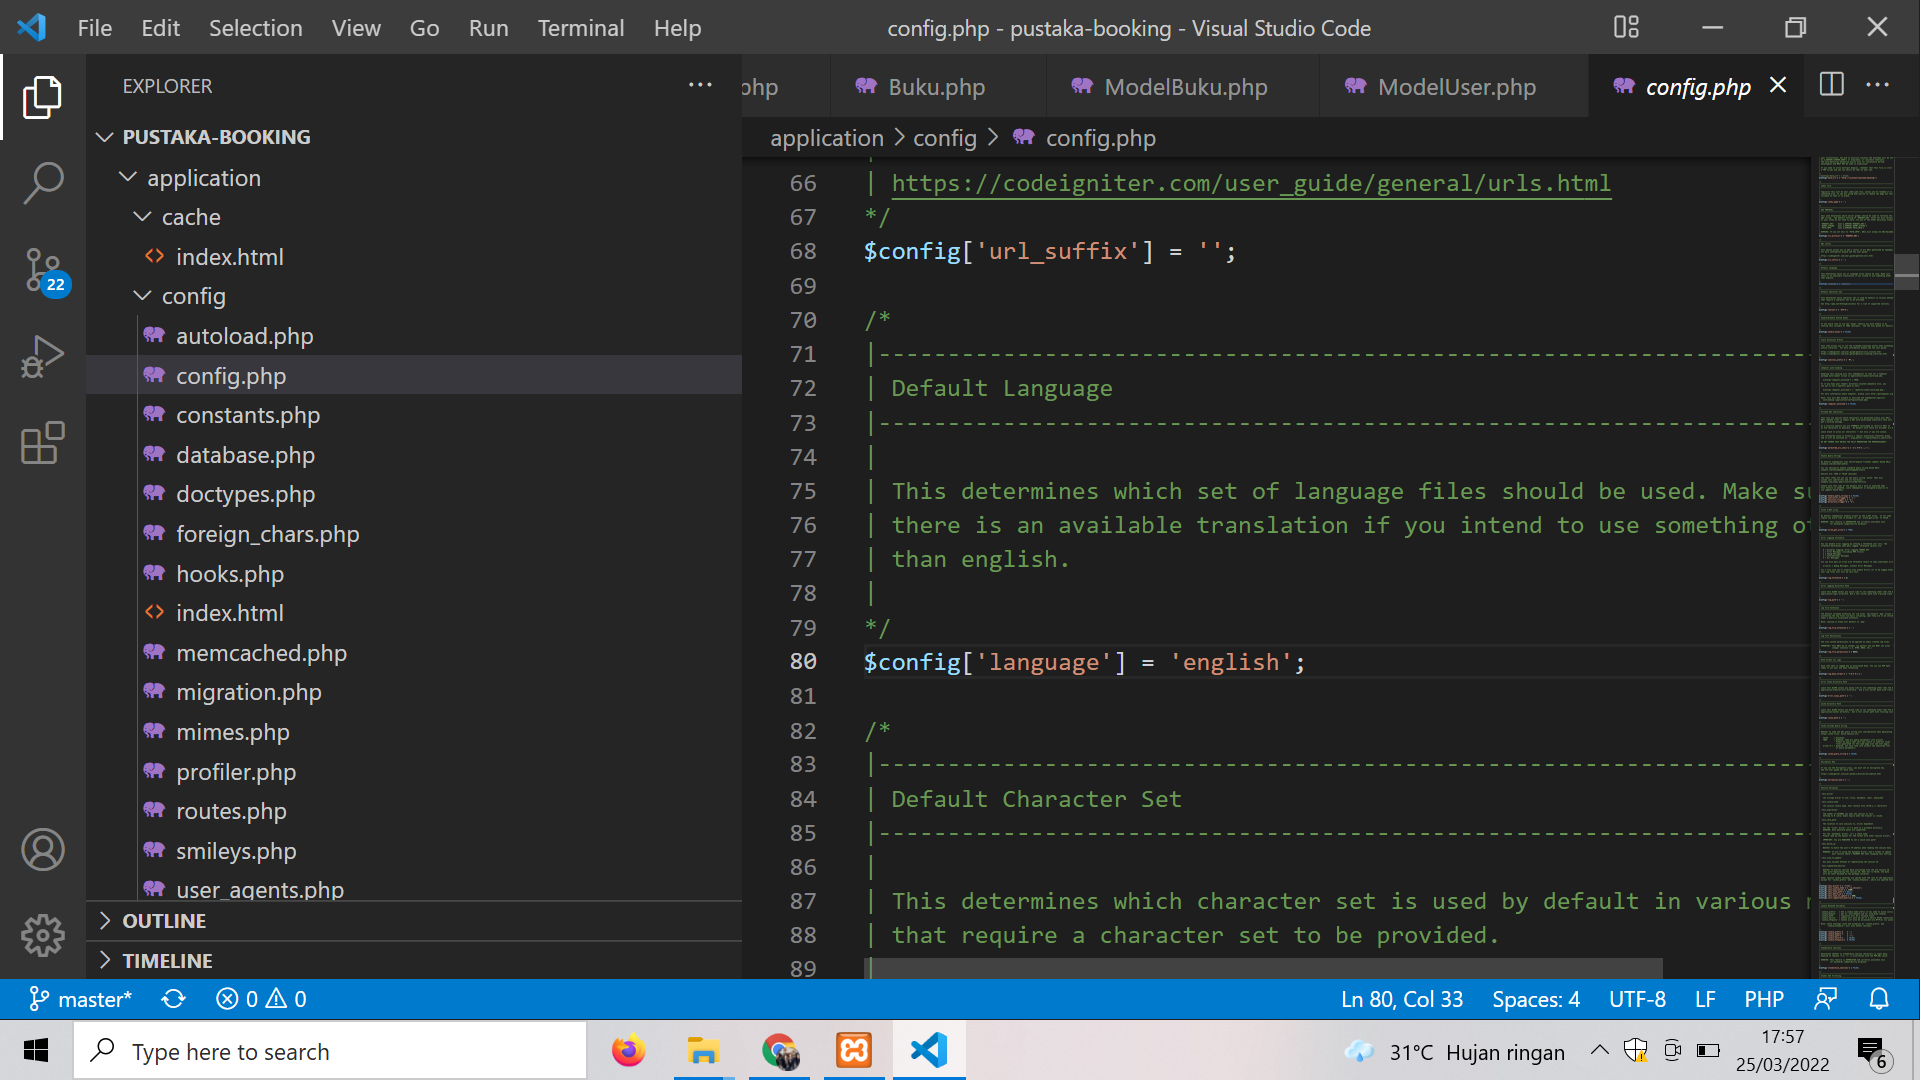 File Edit Selection View Go Run Terminal Help
config.php - pustaka-booking - Visual Studio Code
EXPLORER
PUSTAKA-BOOKING
application
cache
index.html
config
autoload.php
config.php
constants.php
database.php
doctypes.php
foreign_chars.php
hooks.php
index.html
memcached.php
migration.php
mimes.php
profiler.php
routes.php
smileys.php
user_agents.php
OUTLINE
TIMELINE
22
php Buku.php ModelBuku.php ModelUser.php config.php
application > config > config.php
66 | https://codeigniter.com/user_guide/general/urls.html
67 */
68 $config['url_suffix'] = '';
69
70 /*
71 |--------------------------------------------------------------------
72 | Default Language
73 |--------------------------------------------------------------------
74 |
75 | This determines which set of language files should be used. Make su
76 | there is an available translation if you intend to use something ot
77 | than english.
78 |
79 */
80 $config['language'] = 'english';
81
82 /*
83 |--------------------------------------------------------------------
84 | Default Character Set
85 |--------------------------------------------------------------------
86 |
87 | This determines which character set is used by default in various m
88 | that require a character set to be provided.
89 |
master* 0 0
Ln 80, Col 33 Spaces: 4 UTF-8 LF PHP
Type here to search
31°C Hujan ringan
17:57
25/03/2022
6